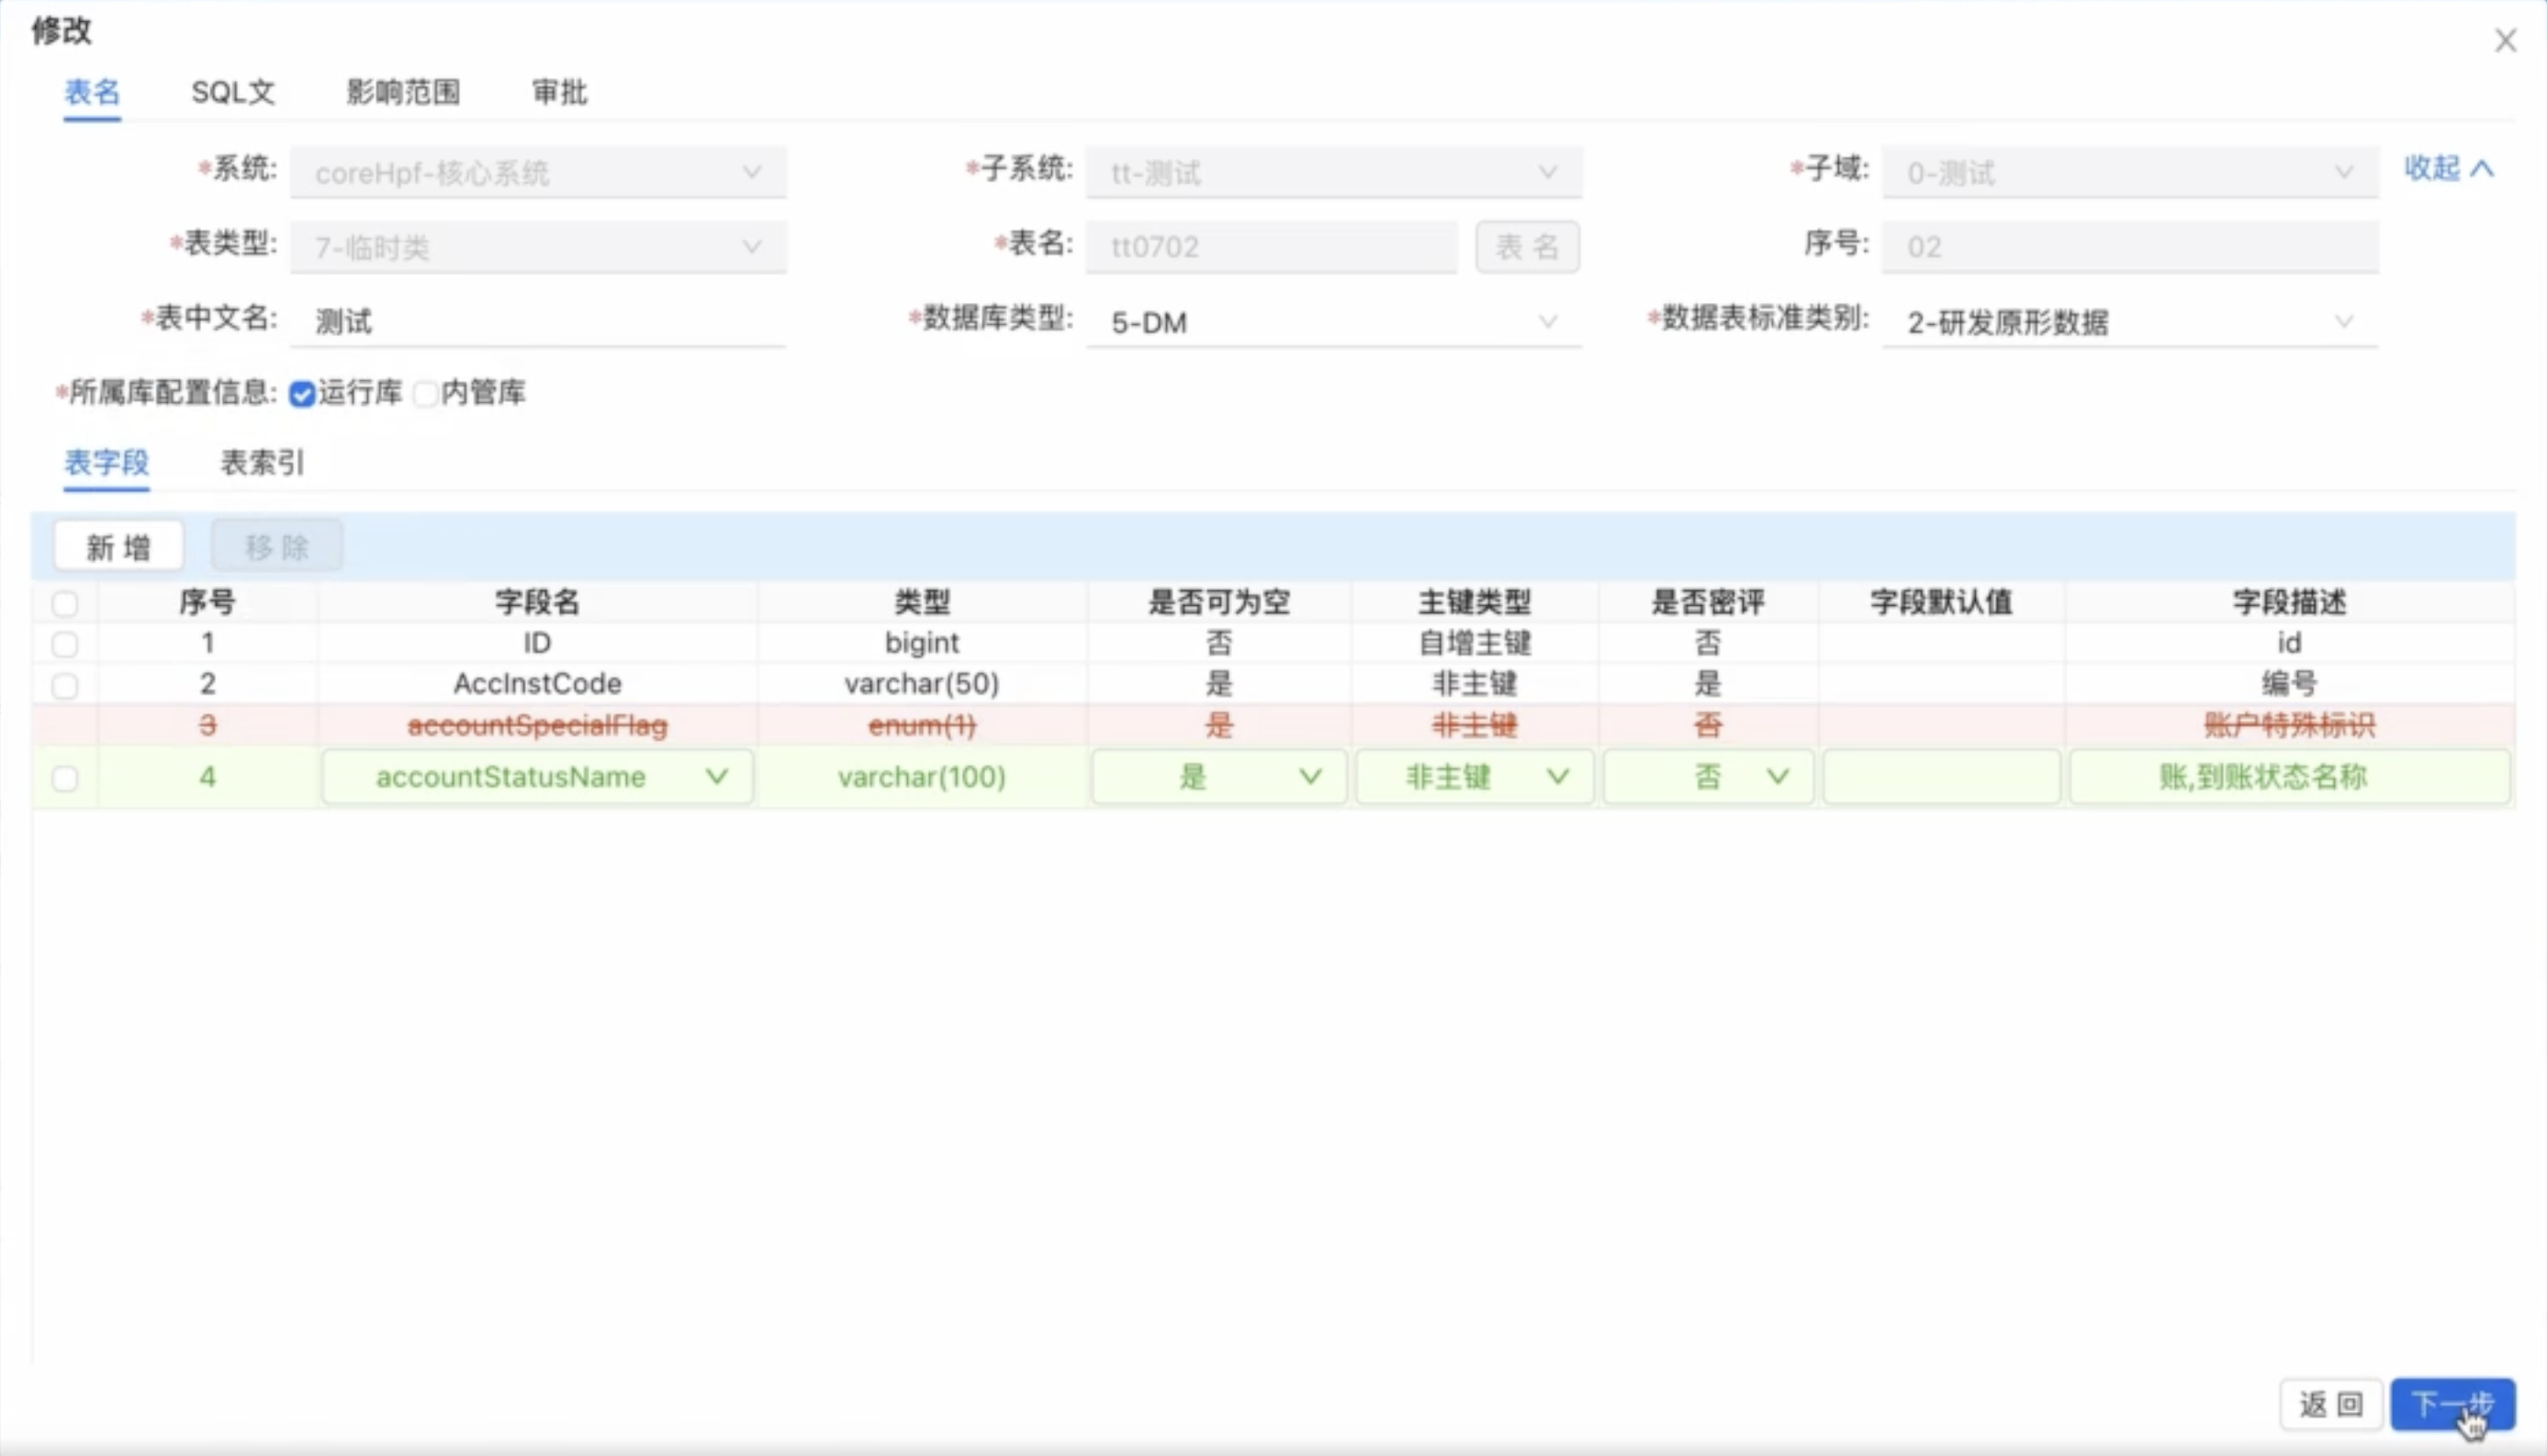 修改
表名 SQL文 影响范围 审批
*系统: coreHpf-核心系统 *子系统: tt-测试 *子域: 0-测试 收起
*表类型: 7-临时类 *表名: tt0702 表 名 序号: 02
*表中文名: 测试 *数据库类型: 5-DM *数据表标准类别: 2-研发原形数据
*所属库配置信息: 运行库 内管库
表字段 表索引
新 增 移 除
序号 字段名 类型 是否可为空 主键类型 是否密评 字段默认值 字段描述
1 ID bigint 否 自增主键 否 id
2 AccInstCode varchar(50) 是 非主键 是 编号
3 accountSpecialFlag enum(1) 是 非主键 否 账户特殊标识
4 accountStatusName varchar(100) 是 非主键 否 账,到账状态名称
返 回 下一步